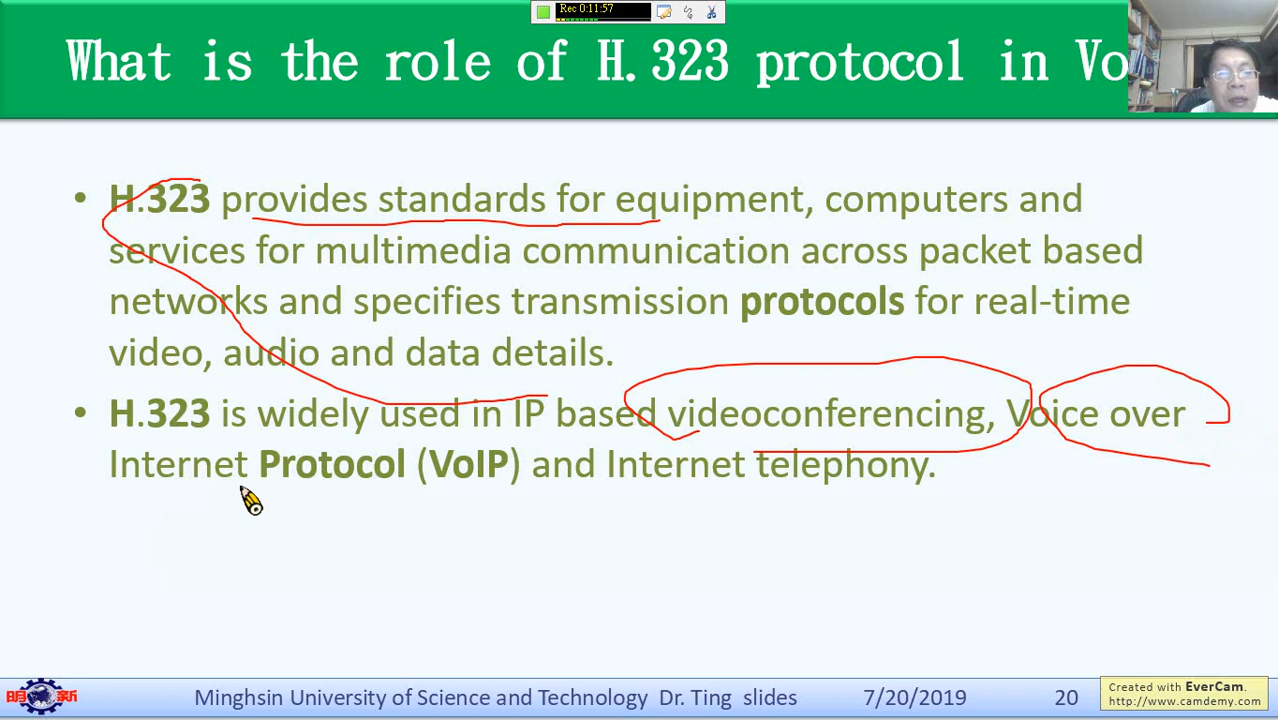 Rec 0:11:57
What is the role of H.323 protocol in Vo
• H.323 provides standards for equipment, computers and
services for multimedia communication across packet based
networks and specifies transmission protocols for real-time
video, audio and data details.
• H.323 is widely used in IP based videoconferencing, Voice over
Internet Protocol (VoIP) and Internet telephony.
明 新 Minghsin University of Science and Technology Dr. Ting slides 7/20/2019 20
Created with EverCam.
http://www.camdemy.com